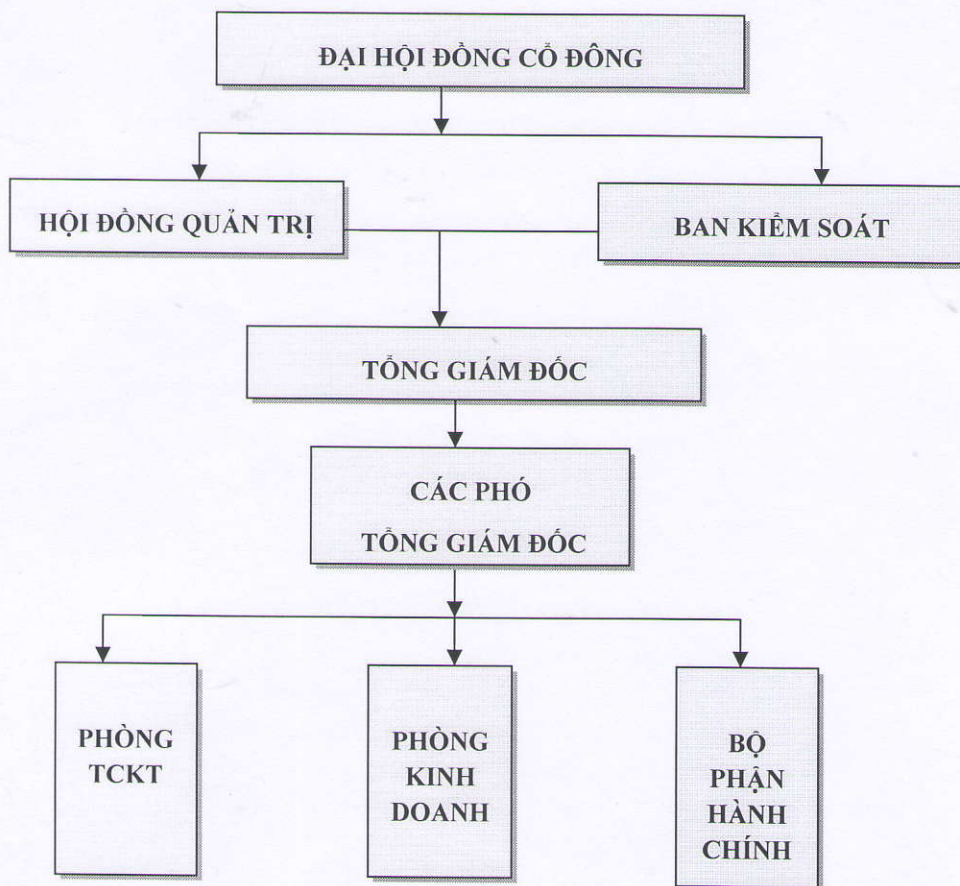 ĐẠI HỘI ĐỒNG CỔ ĐÔNG
HỘI ĐỒNG QUẢN TRỊ
BAN KIỂM SOÁT
TỔNG GIÁM ĐỐC
CÁC PHÓ
TỔNG GIÁM ĐỐC
PHÒNG
TCKT
PHÒNG
KINH
DOANH
BỘ
PHẬN
HÀNH
CHÍNH